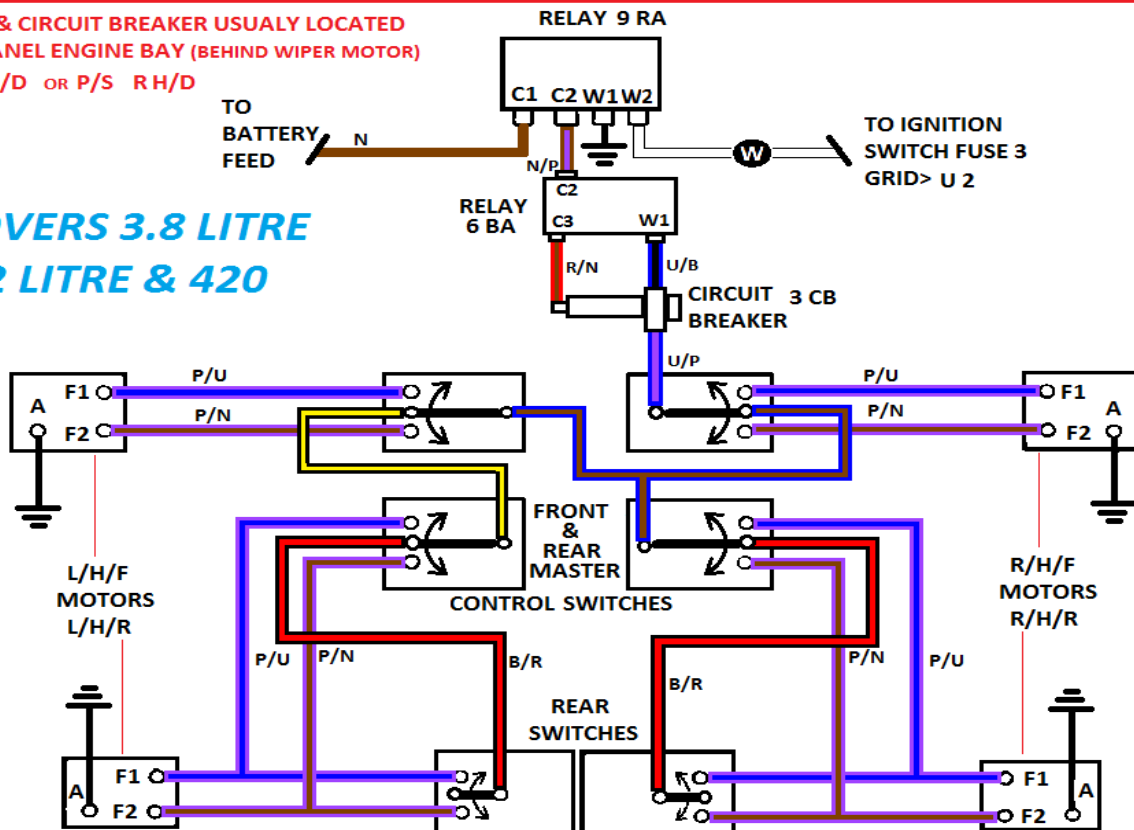 & CIRCUIT BREAKER USUALY LOCATED
ANEL ENGINE BAY (BEHIND WIPER MOTOR)
/D OR P/S R H/D
RELAY 9 RA
C1 C2 W1 W2
TO
BATTERY
FEED
N
N/P
W
TO IGNITION
SWITCH FUSE 3
GRID> U 2
OVERS 3.8 LITRE
2 LITRE & 420
RELAY
6 BA
C2
C3
W1
R/N
U/B
CIRCUIT
BREAKER
3 CB
U/P
A
F1
F2
P/U
P/N
P/U
P/N
F1
F2
A
FRONT
&
REAR
MASTER
CONTROL SWITCHES
L/H/F
MOTORS
L/H/R
R/H/F
MOTORS
R/H/R
P/U
P/N
B/R
B/R
P/N
P/U
REAR
SWITCHES
A
F1
F2
F1
F2
A